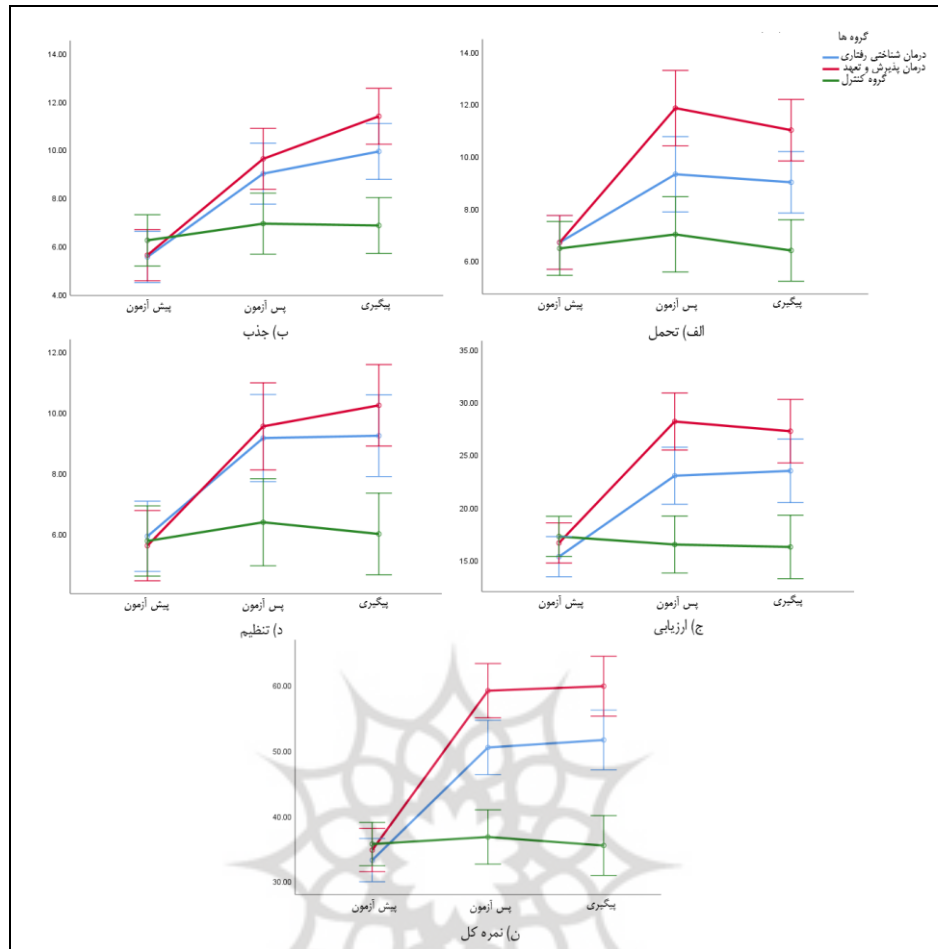 گروه ها
درمان شناختی رفتاری
درمان پذیرش و تعهد
گروه کنترل
14.00
12.00
10.00
8.00
6.00
پیش آزمون
پس آزمون
پیگیری
الف) تحمل
14.00
12.00
10.00
8.00
6.00
4.00
پیش آزمون
پس آزمون
پیگیری
ب) جذب
35.00
30.00
25.00
20.00
15.00
پیش آزمون
پس آزمون
پیگیری
ج) ارزیابی
12.00
10.00
8.00
6.00
پیش آزمون
پس آزمون
پیگیری
د) تنظیم
60.00
50.00
40.00
30.00
پیش آزمون
پس آزمون
پیگیری
ن) نمره کل